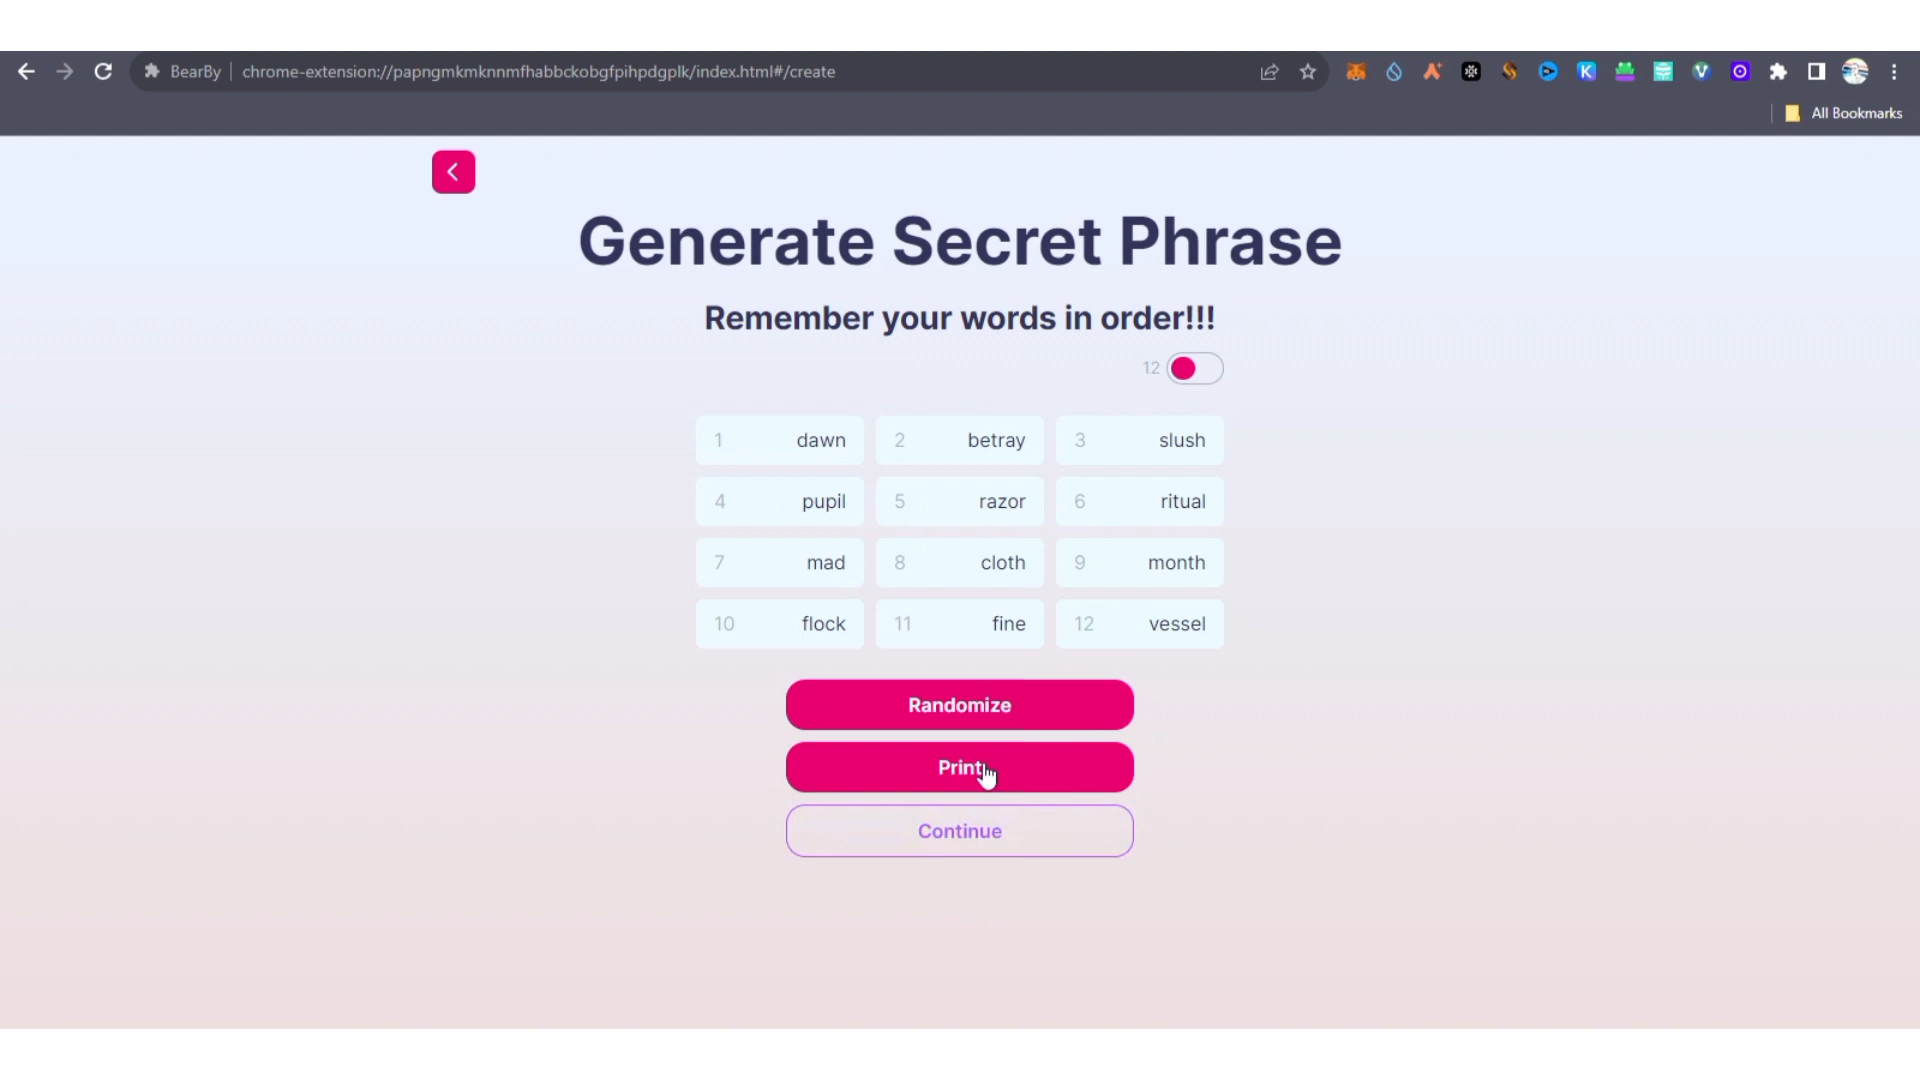 BearBy chrome-extension://papngmkmknnmfhabbckobgfpihpdgplk/index.html#/create
All Bookmarks
Generate Secret Phrase
Remember your words in order!!!
12
1 dawn 2 betray 3 slush
4 pupil 5 razor 6 ritual
7 mad 8 cloth 9 month
10 flock 11 fine 12 vessel
Randomize
Print
Continue